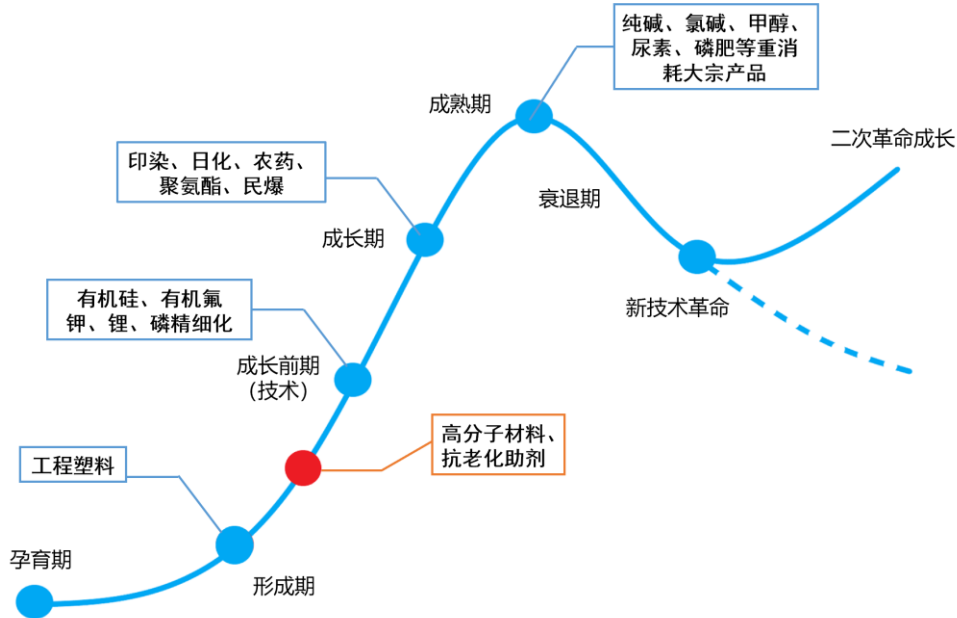 纯碱、氯碱、甲醇、
尿素、磷肥等重消
耗大宗产品
成熟期
二次革命成长
印染、日化、农药、
聚氨酯、民爆
衰退期
成长期
有机硅、有机氟
钾、锂、磷精细化
新技术革命
成长前期
（技术）
高分子材料、
抗老化助剂
工程塑料
孕育期
形成期